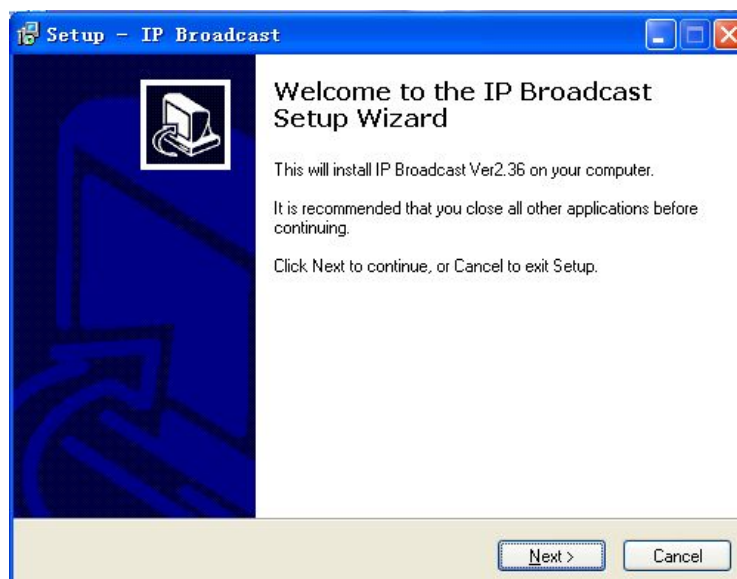 Setup - IP Broadcast
Welcome to the IP Broadcast
Setup Wizard
This will install IP Broadcast Ver2.36 on your computer.
It is recommended that you close all other applications before
continuing.
Click Next to continue, or Cancel to exit Setup.
Next >
Cancel